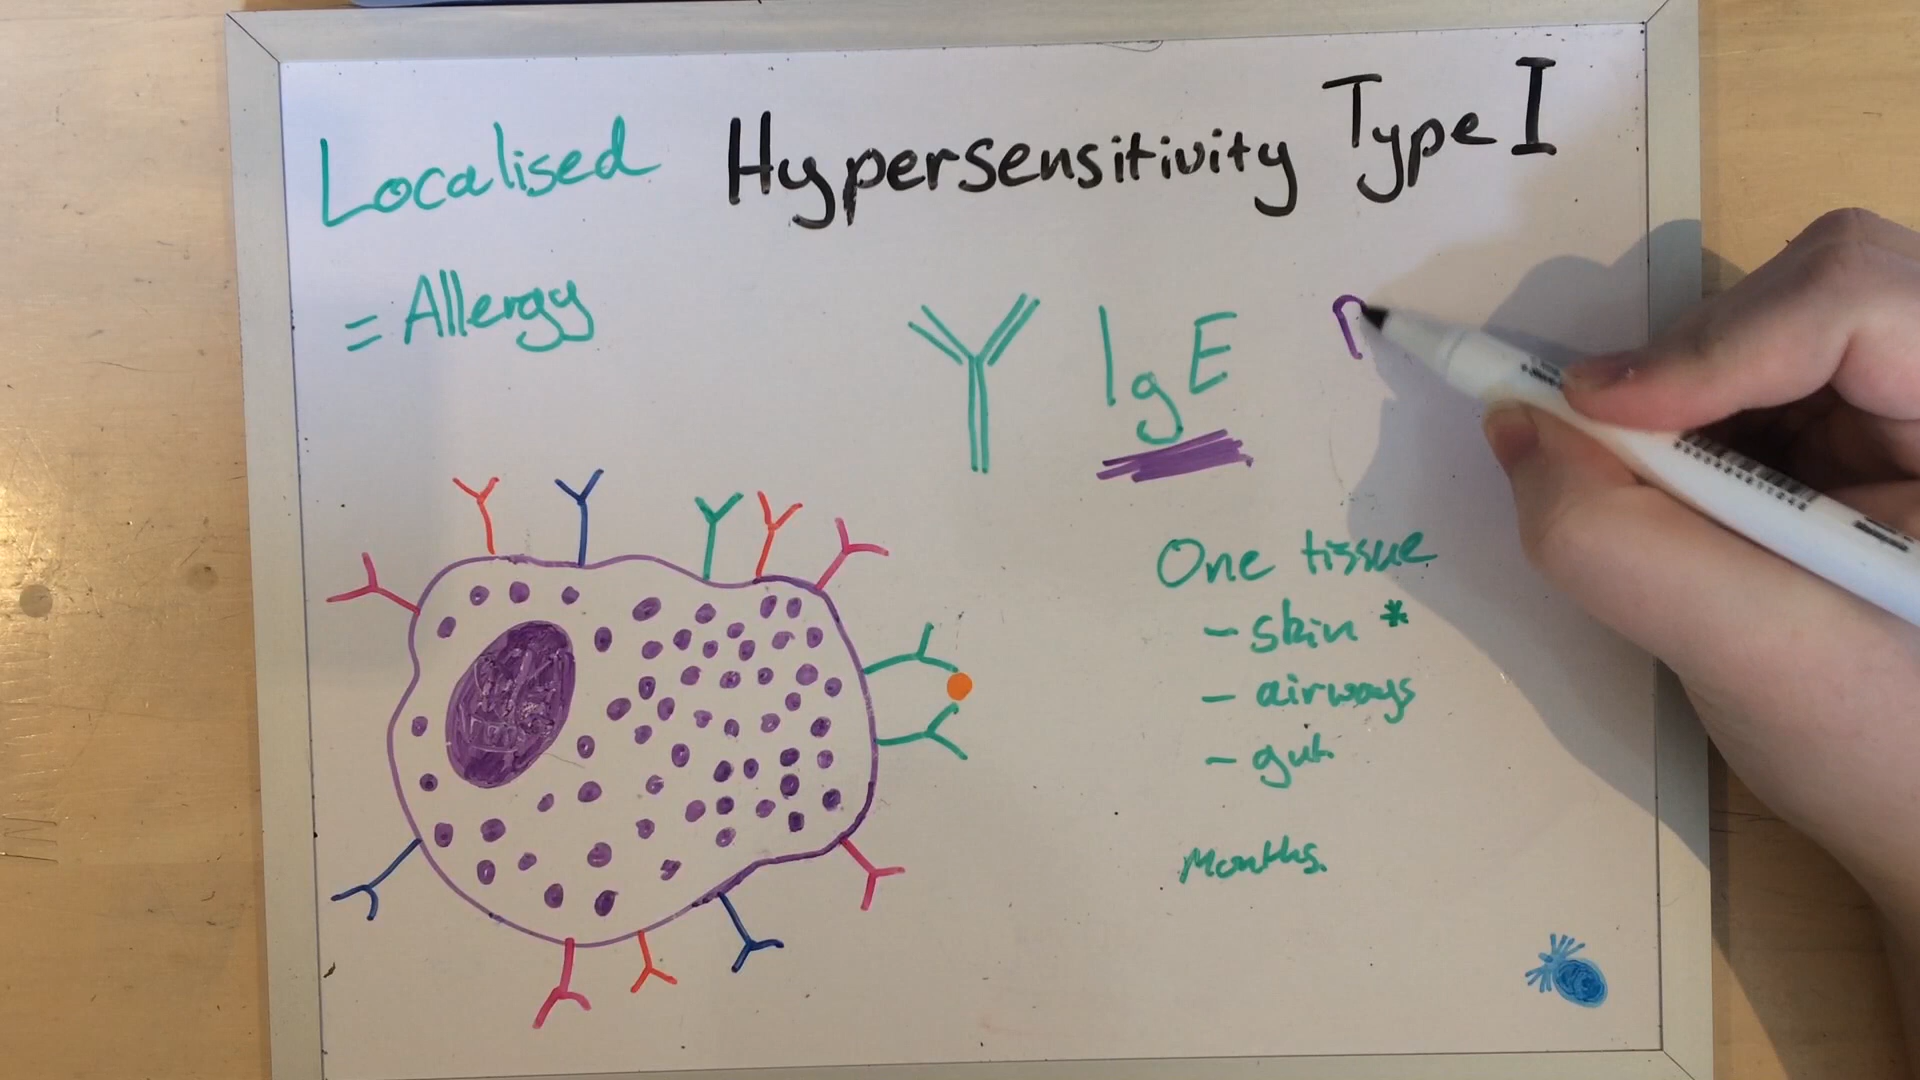 Localised Hypersensitivity Type I
= Allergy
IgE
One tissue
- skin *
- airways
- gut
Months.